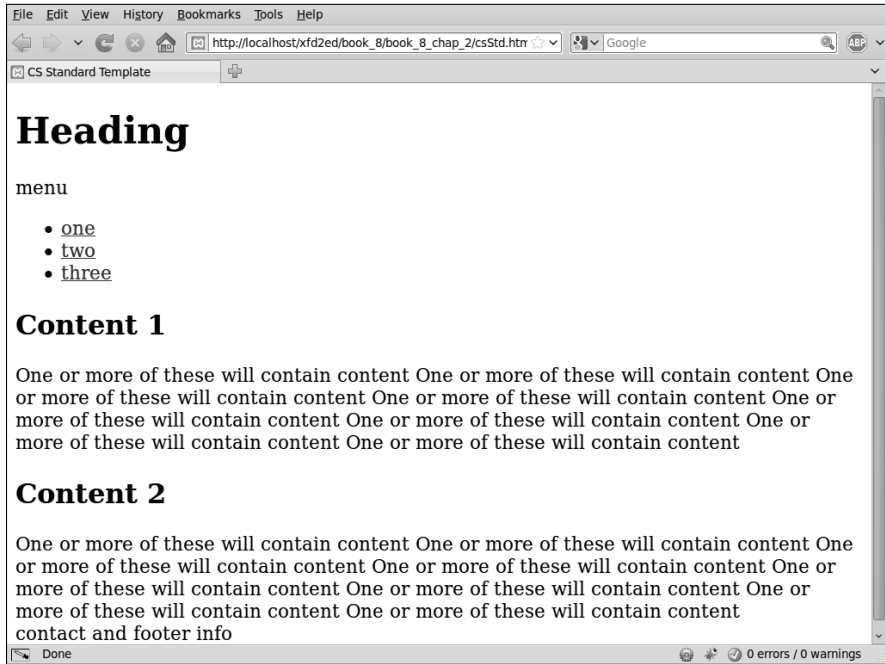 File Edit View History Bookmarks Tools Help
http://localhost/xfd2ed/book_8/book_8_chap_2/csStd.htm
Google
ABP
CS Standard Template
Heading
menu
• one
• two
• three
Content 1
One or more of these will contain content One or more of these will contain content One
or more of these will contain content One or more of these will contain content One or
more of these will contain content One or more of these will contain content One or
more of these will contain content One or more of these will contain content
Content 2
One or more of these will contain content One or more of these will contain content One
or more of these will contain content One or more of these will contain content One or
more of these will contain content One or more of these will contain content One or
more of these will contain content One or more of these will contain content
contact and footer info
Done
0 errors / 0 warnings